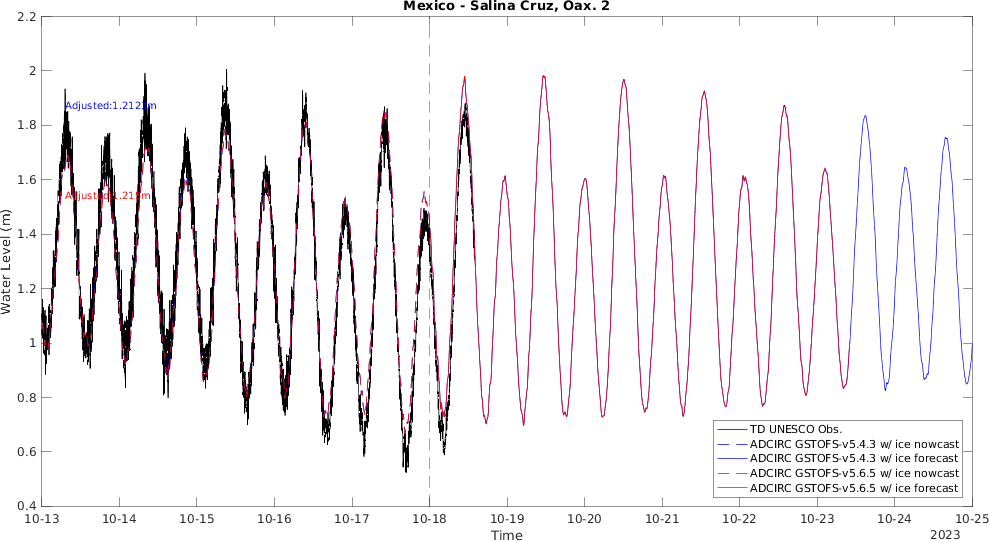 Mexico - Salina Cruz, Oax. 2
2.2
2
1.8
1.6
1.4
1.2
1
0.8
0.6
0.4
Water Level (m)
Adjusted:1.2122m
Adjusted:1.215m
TD UNESCO Obs.
ADCIRC GSTOFS-v5.4.3 w/ ice nowcast
ADCIRC GSTOFS-v5.4.3 w/ ice forecast
ADCIRC GSTOFS-v5.6.5 w/ ice nowcast
ADCIRC GSTOFS-v5.6.5 w/ ice forecast
10-13 10-14 10-15 10-16 10-17 10-18 10-19 10-20 10-21 10-22 10-23 10-24 10-25
Time
2023